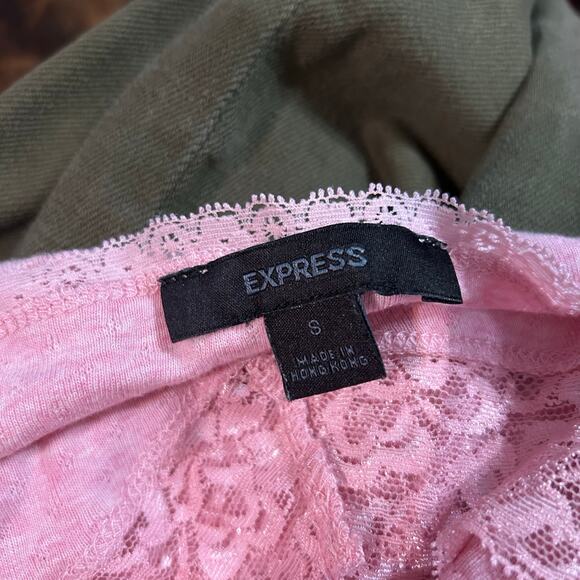 EXPRESS
S
MADE IN
HONG KONG